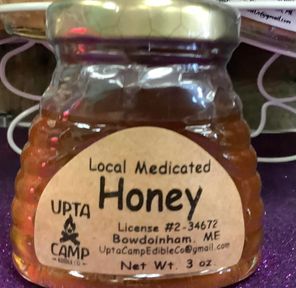 Local Medicated
Honey
UPTA
CAMP
License #2-34672
Bowdoinham, ME
UptaCampEdibleCo@gmail.com
Net Wt. 3 oz.